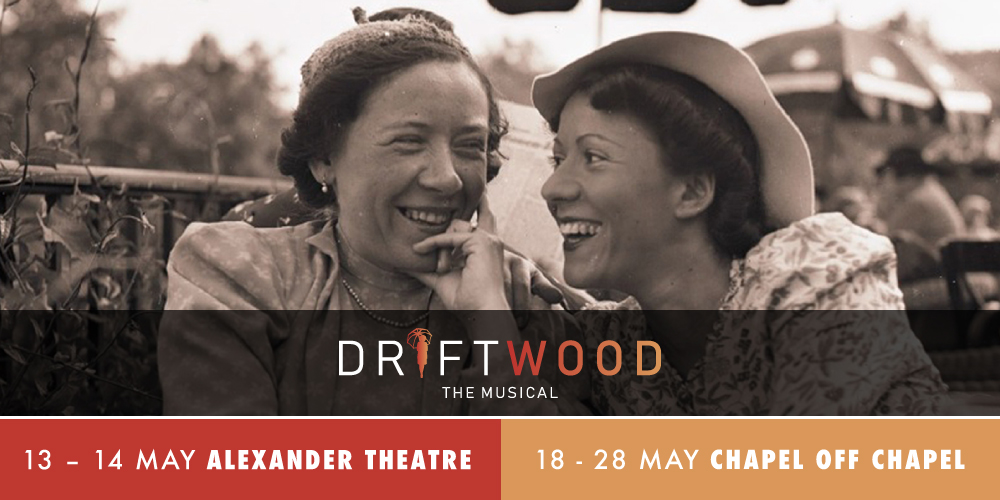 DRIFTWOOD
THE MUSICAL
13 – 14 MAY ALEXANDER THEATRE
18 - 28 MAY CHAPEL OFF CHAPEL